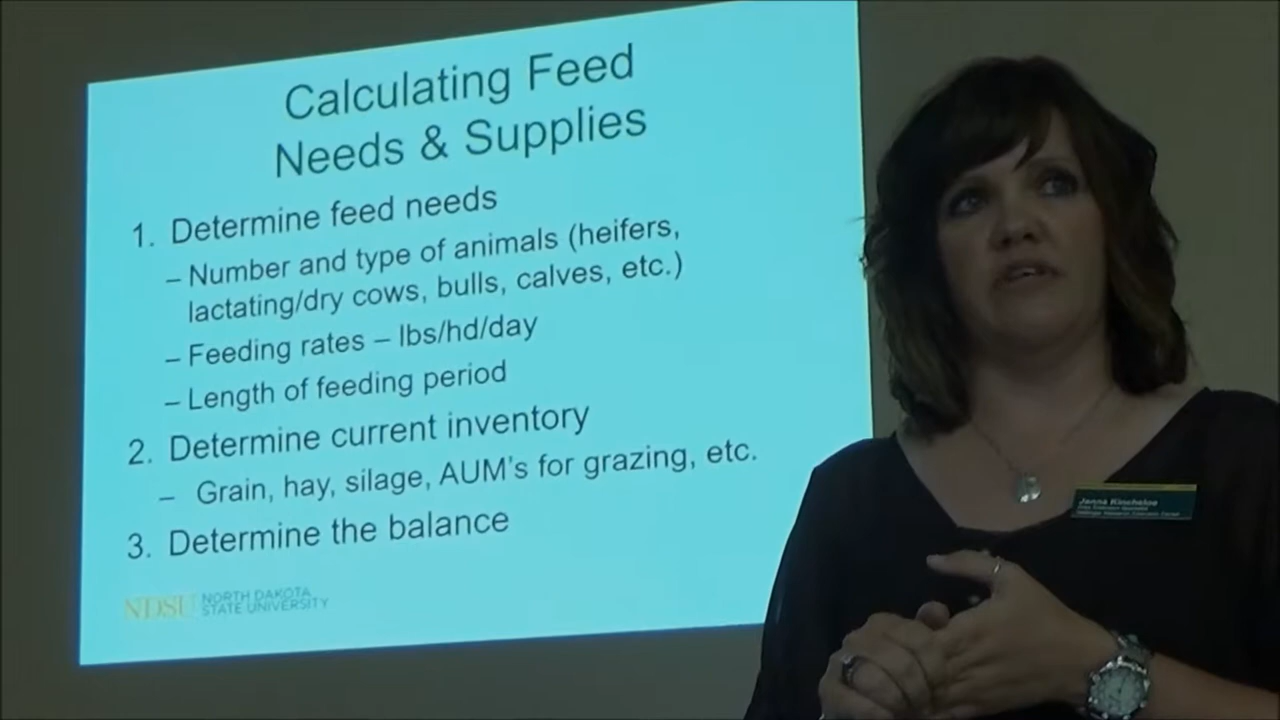 Calculating Feed
Needs & Supplies
1. Determine feed needs
– Number and type of animals (heifers,
lactating/dry cows, bulls, calves, etc.)
– Feeding rates – lbs/hd/day
– Length of feeding period
2. Determine current inventory
– Grain, hay, silage, AUM's for grazing, etc.
3. Determine the balance
NDSU NORTH DAKOTA
STATE UNIVERSITY